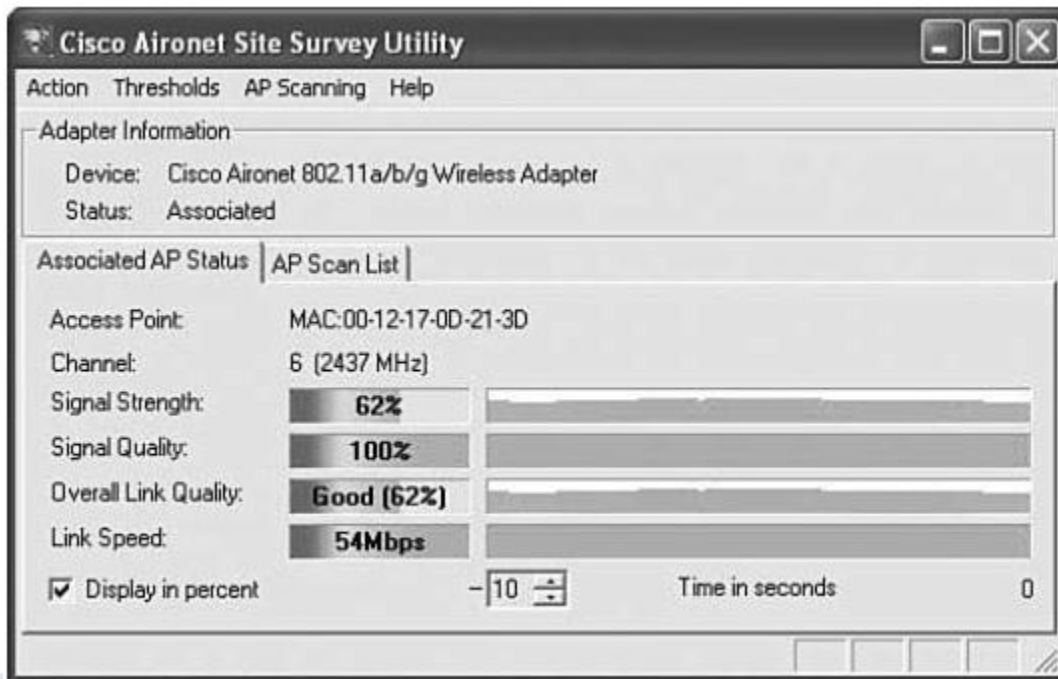 Cisco Aironet Site Survey Utility
Action Thresholds AP Scanning Help
Adapter Information
Device: Cisco Aironet 802.11a/b/g Wireless Adapter
Status: Associated
Associated AP Status AP Scan List
Access Point: MAC:00-12-17-0D-21-3D
Channel: 6 (2437 MHz)
Signal Strength: 62%
Signal Quality: 100%
Overall Link Quality: Good (62%)
Link Speed: 54Mbps
Display in percent -10 Time in seconds 0